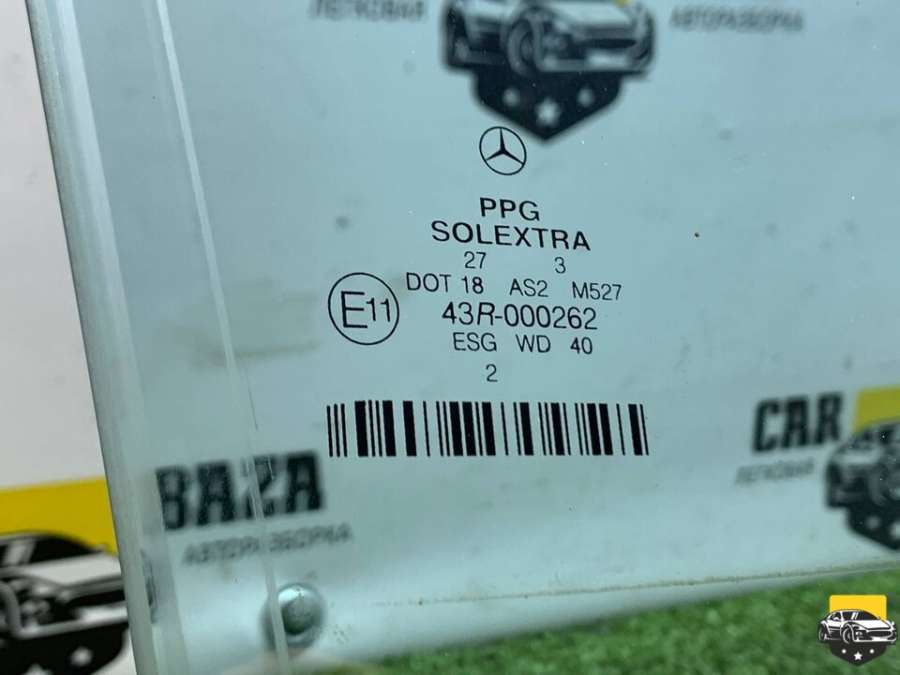 ЛЕГКОВАЯ АВТОРАЗБОРКА
PPG
SOLEXTRA
27 3
DOT 18 AS2 M527
E11 43R-000262
ESG WD 40
2
CAR
ЛЕГКОВАЯ
BAZA
АВТОРАЗБОРКА